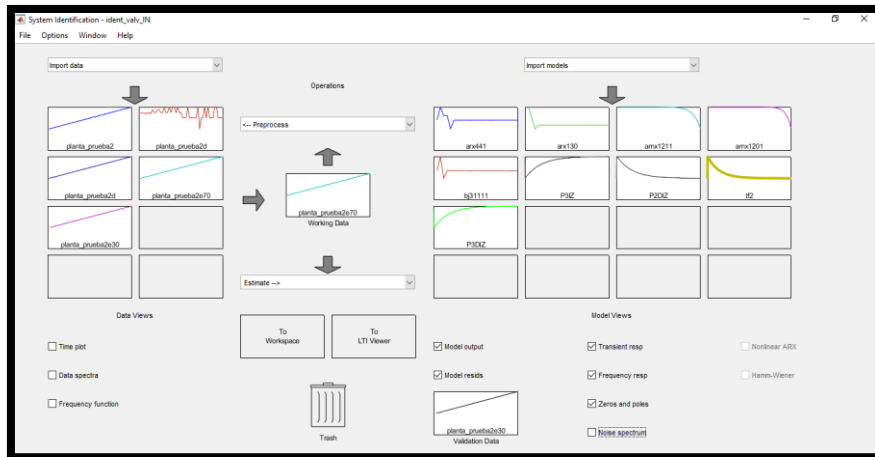 System Identification - ident_valv_IN
File Options Window Help
Import data
Import models
Operations
<-- Preprocess
planta_prueba2
planta_prueba2d
arx441
arx130
amx1211
amx1201
planta_prueba2d
planta_prueba2e70
planta_prueba2e70
Working Data
bj31111
P3IZ
P2DIZ
tf2
planta_prueba2e30
P3DIZ
Estimate -->
Data Views
Model Views
To
Workspace
To
LTI Viewer
Time plot
Data spectra
Frequency function
Trash
Model output
Transient resp
Nonlinear ARX
Model resids
Frequency resp
Hamm-Wiener
Zeros and poles
planta_prueba2e30
Validation Data
Noise spectrum